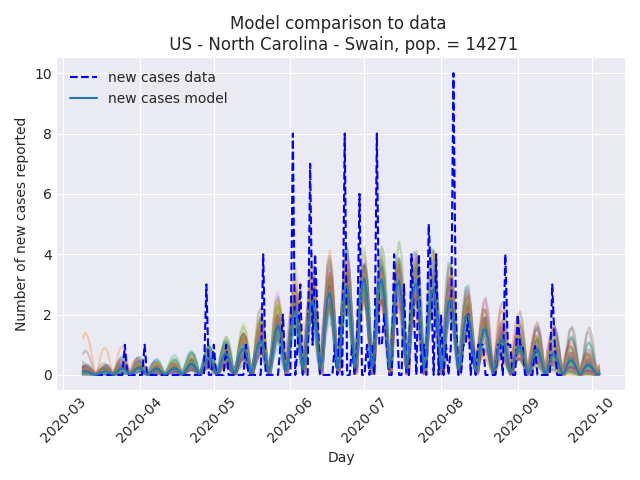 Model comparison to data
US - North Carolina - Swain, pop. = 14271
new cases data
new cases model
Number of new cases reported
10
8
6
4
2
0
2020-03
2020-04
2020-05
2020-06
2020-07
2020-08
2020-09
2020-10
Day